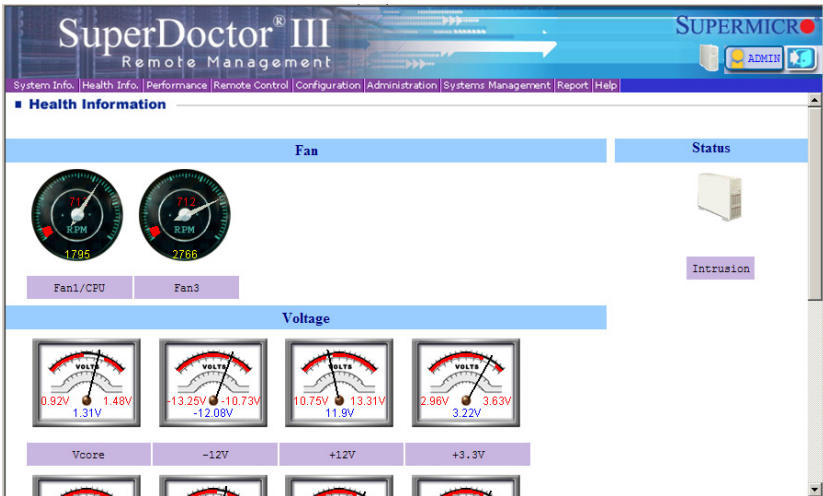 SuperDoctor® III
Remote Management
SUPERMICR
ADMIN
System Info. Health Info. Performance Remote Control Configuration Administration Systems Management Report Help
Health Information
Fan
Status
712
RPM
1795
712
RPM
2766
Fan1/CPU
Fan3
Intrusion
Voltage
VOLTS
0.92V 1.48V
1.31V
VOLTS
-13.25V -10.73V
-12.08V
VOLTS
10.75V 13.31V
11.9V
VOLTS
2.96V 3.63V
3.22V
Vcore
-12V
+12V
+3.3V